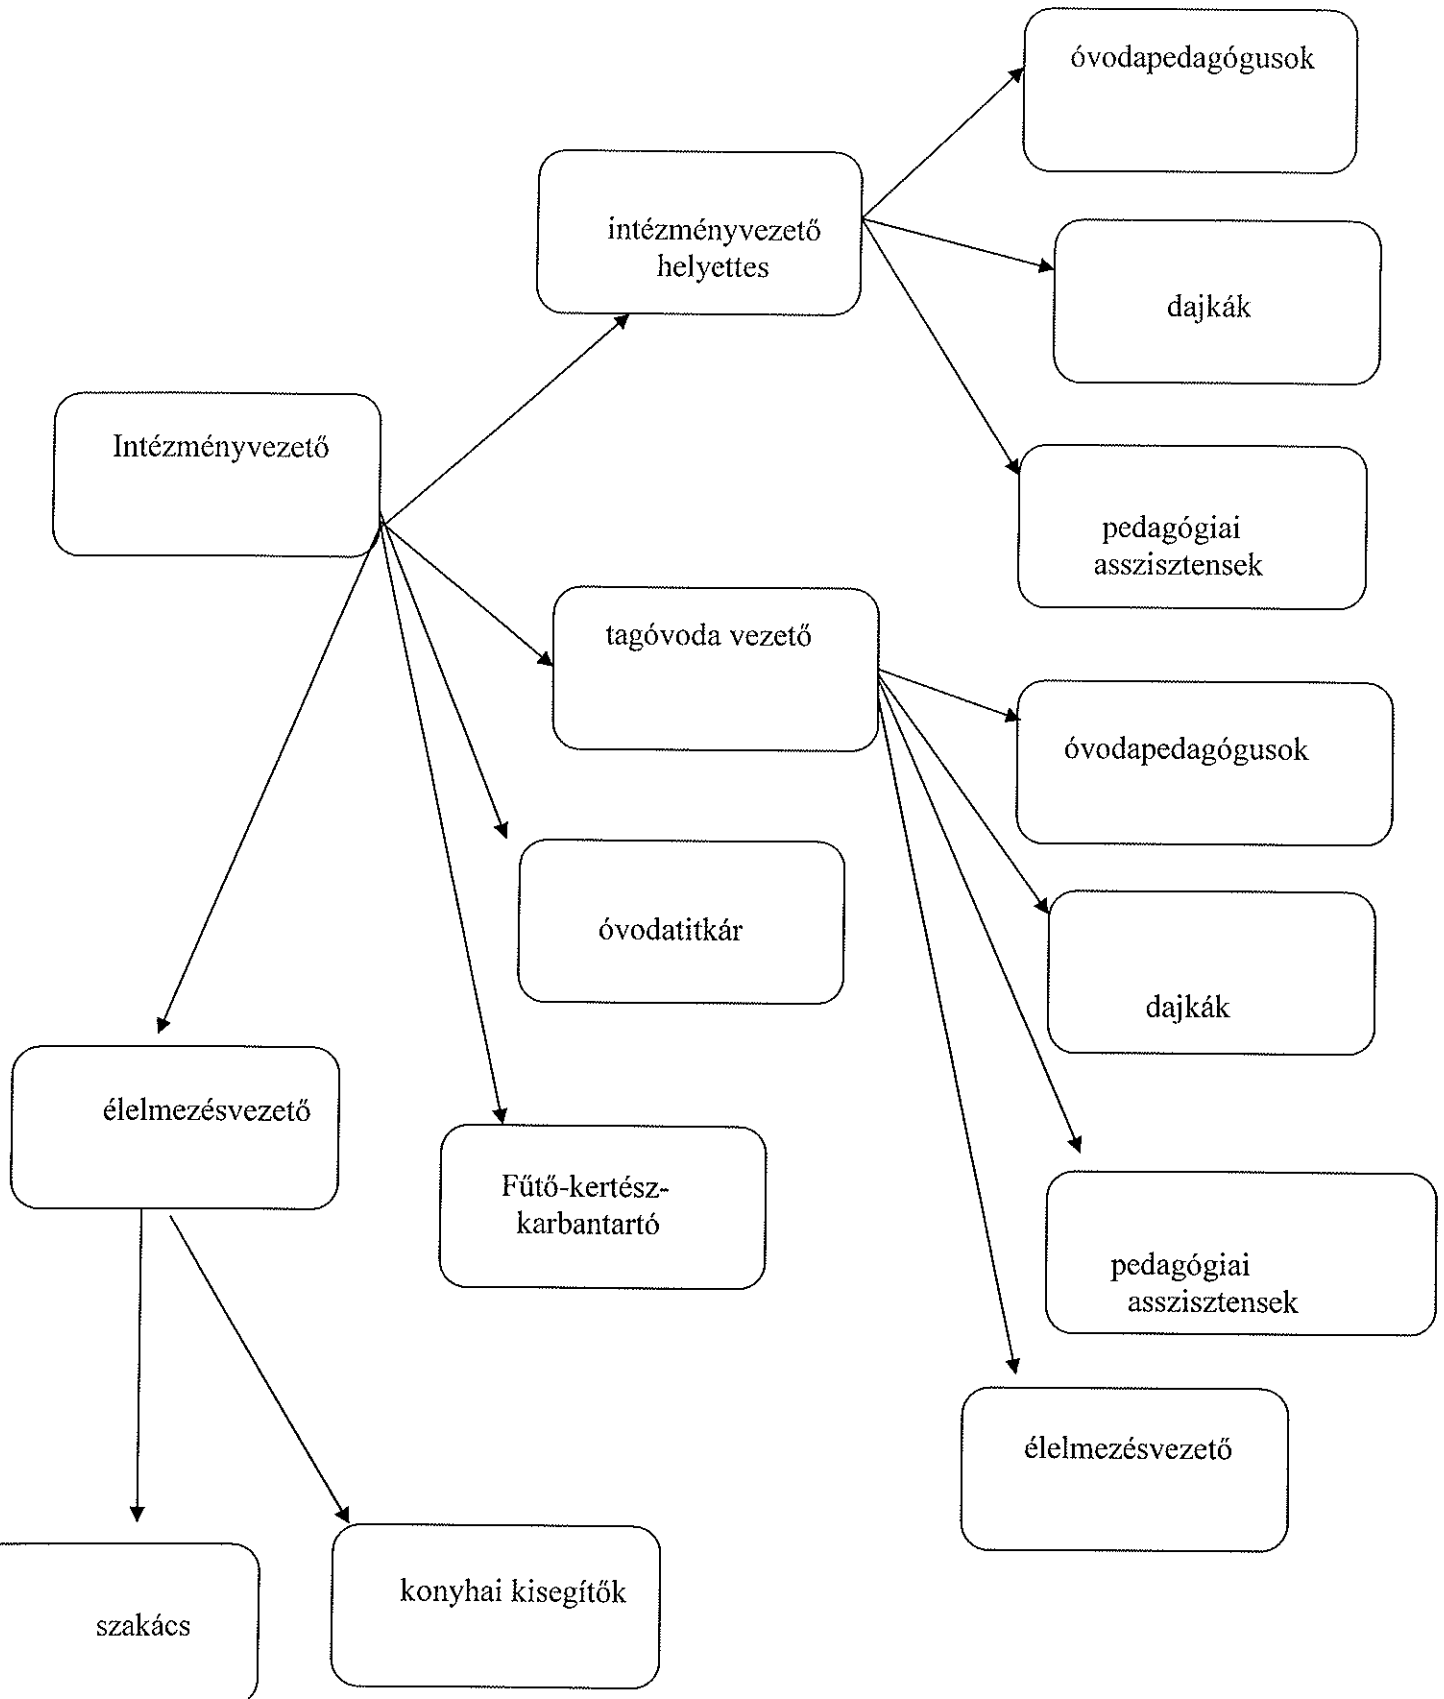 óvodapedagógusok
intézményvezető
helyettes
dajkák
Intézményvezető
pedagógiai
asszisztensek
tagóvoda vezető
óvodapedagógusok
óvodatitkár
dajkák
élelmezésvezető
Fűtő-kertész-
karbantartó
pedagógiai
asszisztensek
élelmezésvezető
konyhai kisegítők
szakács